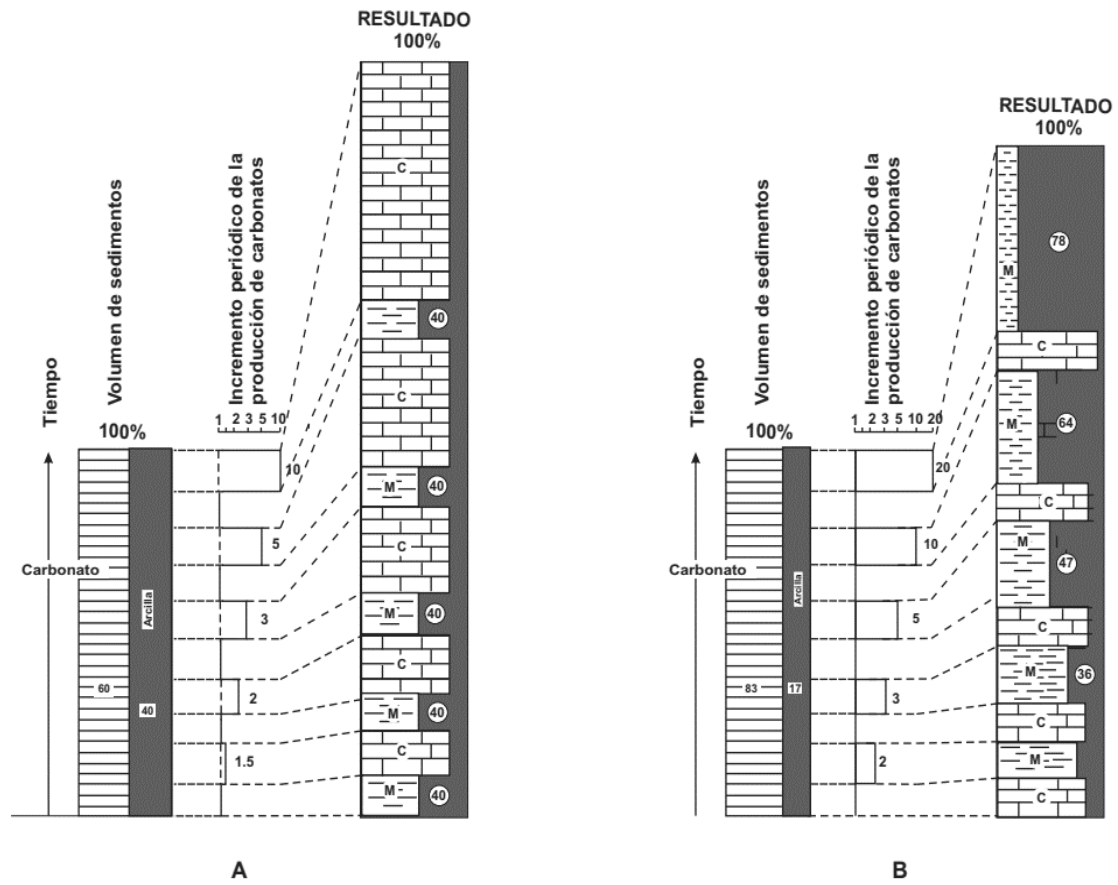 RESULTADO
100%
Tiempo
Volumen de sedimentos
Incremento periódico de la
producción de carbonatos
100%
1 2 3 5 10
Carbonato
60
Arcilla
40
10
5
3
2
1.5
C
M
40
C
M
40
C
M
40
C
M
40
C
M
40
A
RESULTADO
100%
Tiempo
Volumen de sedimentos
Incremento periódico de la
producción de carbonatos
100%
1 2 3 5 10 20
Carbonato
83
Arcilla
17
20
10
5
3
2
M
78
C
M
64
C
M
47
C
M
36
C
M
C
B